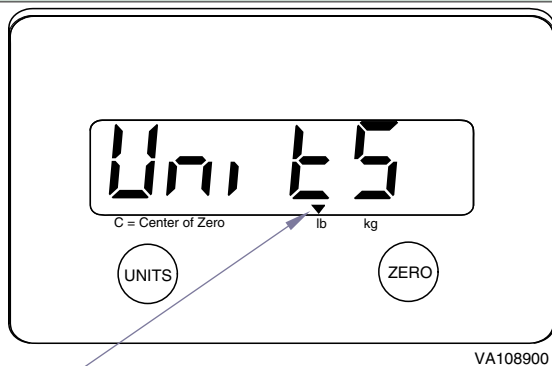 UnitS
C = Center of Zero lb kg
UNITS ZERO
VA108900